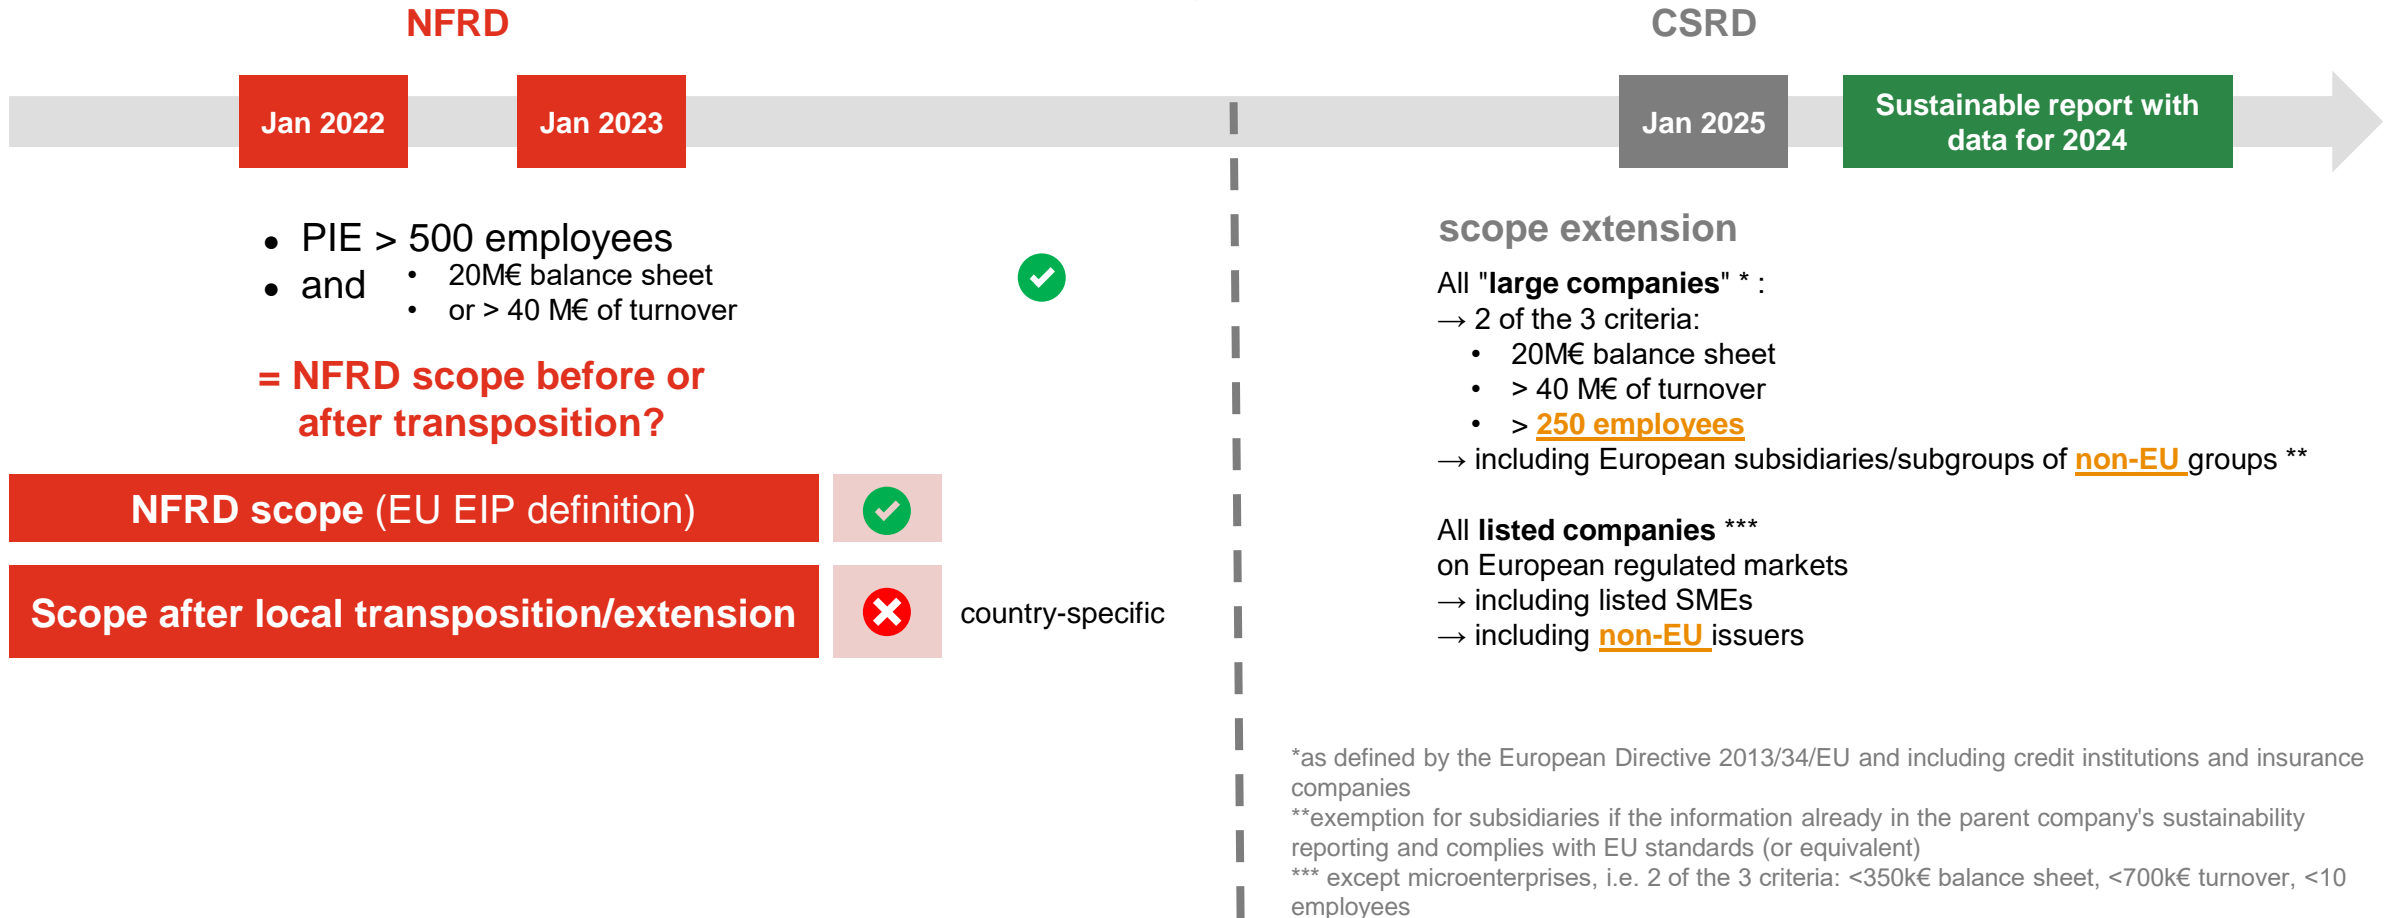 NFRD
CSRD
Jan 2022
Jan 2023
Jan 2025
Sustainable report with
data for 2024
• PIE > 500 employees
• and
• 20M€ balance sheet
• or > 40 M€ of turnover
= NFRD scope before or
after transposition?
NFRD scope (EU EIP definition)
Scope after local transposition/extension
country-specific
scope extension
All "large companies" * :
→ 2 of the 3 criteria:
• 20M€ balance sheet
• > 40 M€ of turnover
• > 250 employees
→ including European subsidiaries/subgroups of non-EU groups **
All listed companies ***
on European regulated markets
→ including listed SMEs
→ including non-EU issuers
*as defined by the European Directive 2013/34/EU and including credit institutions and insurance
companies
**exemption for subsidiaries if the information already in the parent company's sustainability
reporting and complies with EU standards (or equivalent)
*** except microenterprises, i.e. 2 of the 3 criteria: <350k€ balance sheet, <700k€ turnover, <10
employees